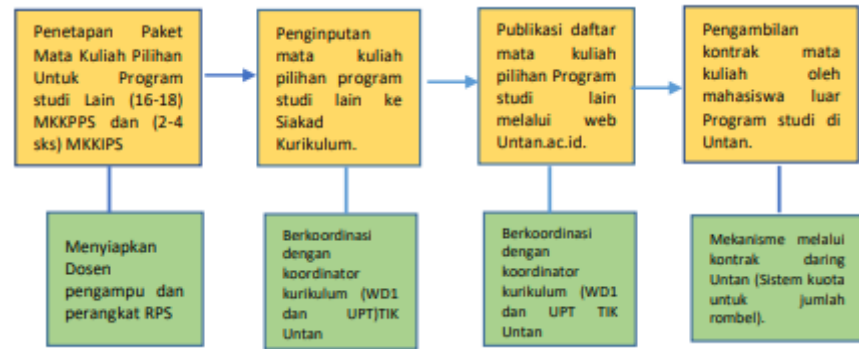 Penetapan Paket
Mata Kuliah Pilihan
Untuk Program
studi Lain (16-18)
MKKPPS dan (2-4
sks) MKKIPS
Penginputan
mata kuliah
pilihan program
studi lain ke
Siakad
Kurikulum.
Publikasi daftar
mata kuliah
pilihan Program
studi lain
melalui web
Untan.ac.id.
Pengambilan
kontrak mata
kuliah oleh
mahasiswa luar
Program studi di
Untan.
Menyiapkan
Dosen
pengampu dan
perangkat RPS
Berkoordinasi
dengan
koordinator
kurikulum (WD1
dan UPT)TIK
Untan
Berkoordinasi
dengan
koordinator
kurikulum (WD1
dan UPT TIK
Untan
Mekanisme melalui
kontrak daring
Untan (Sistem kuota
untuk jumlah
rombel).